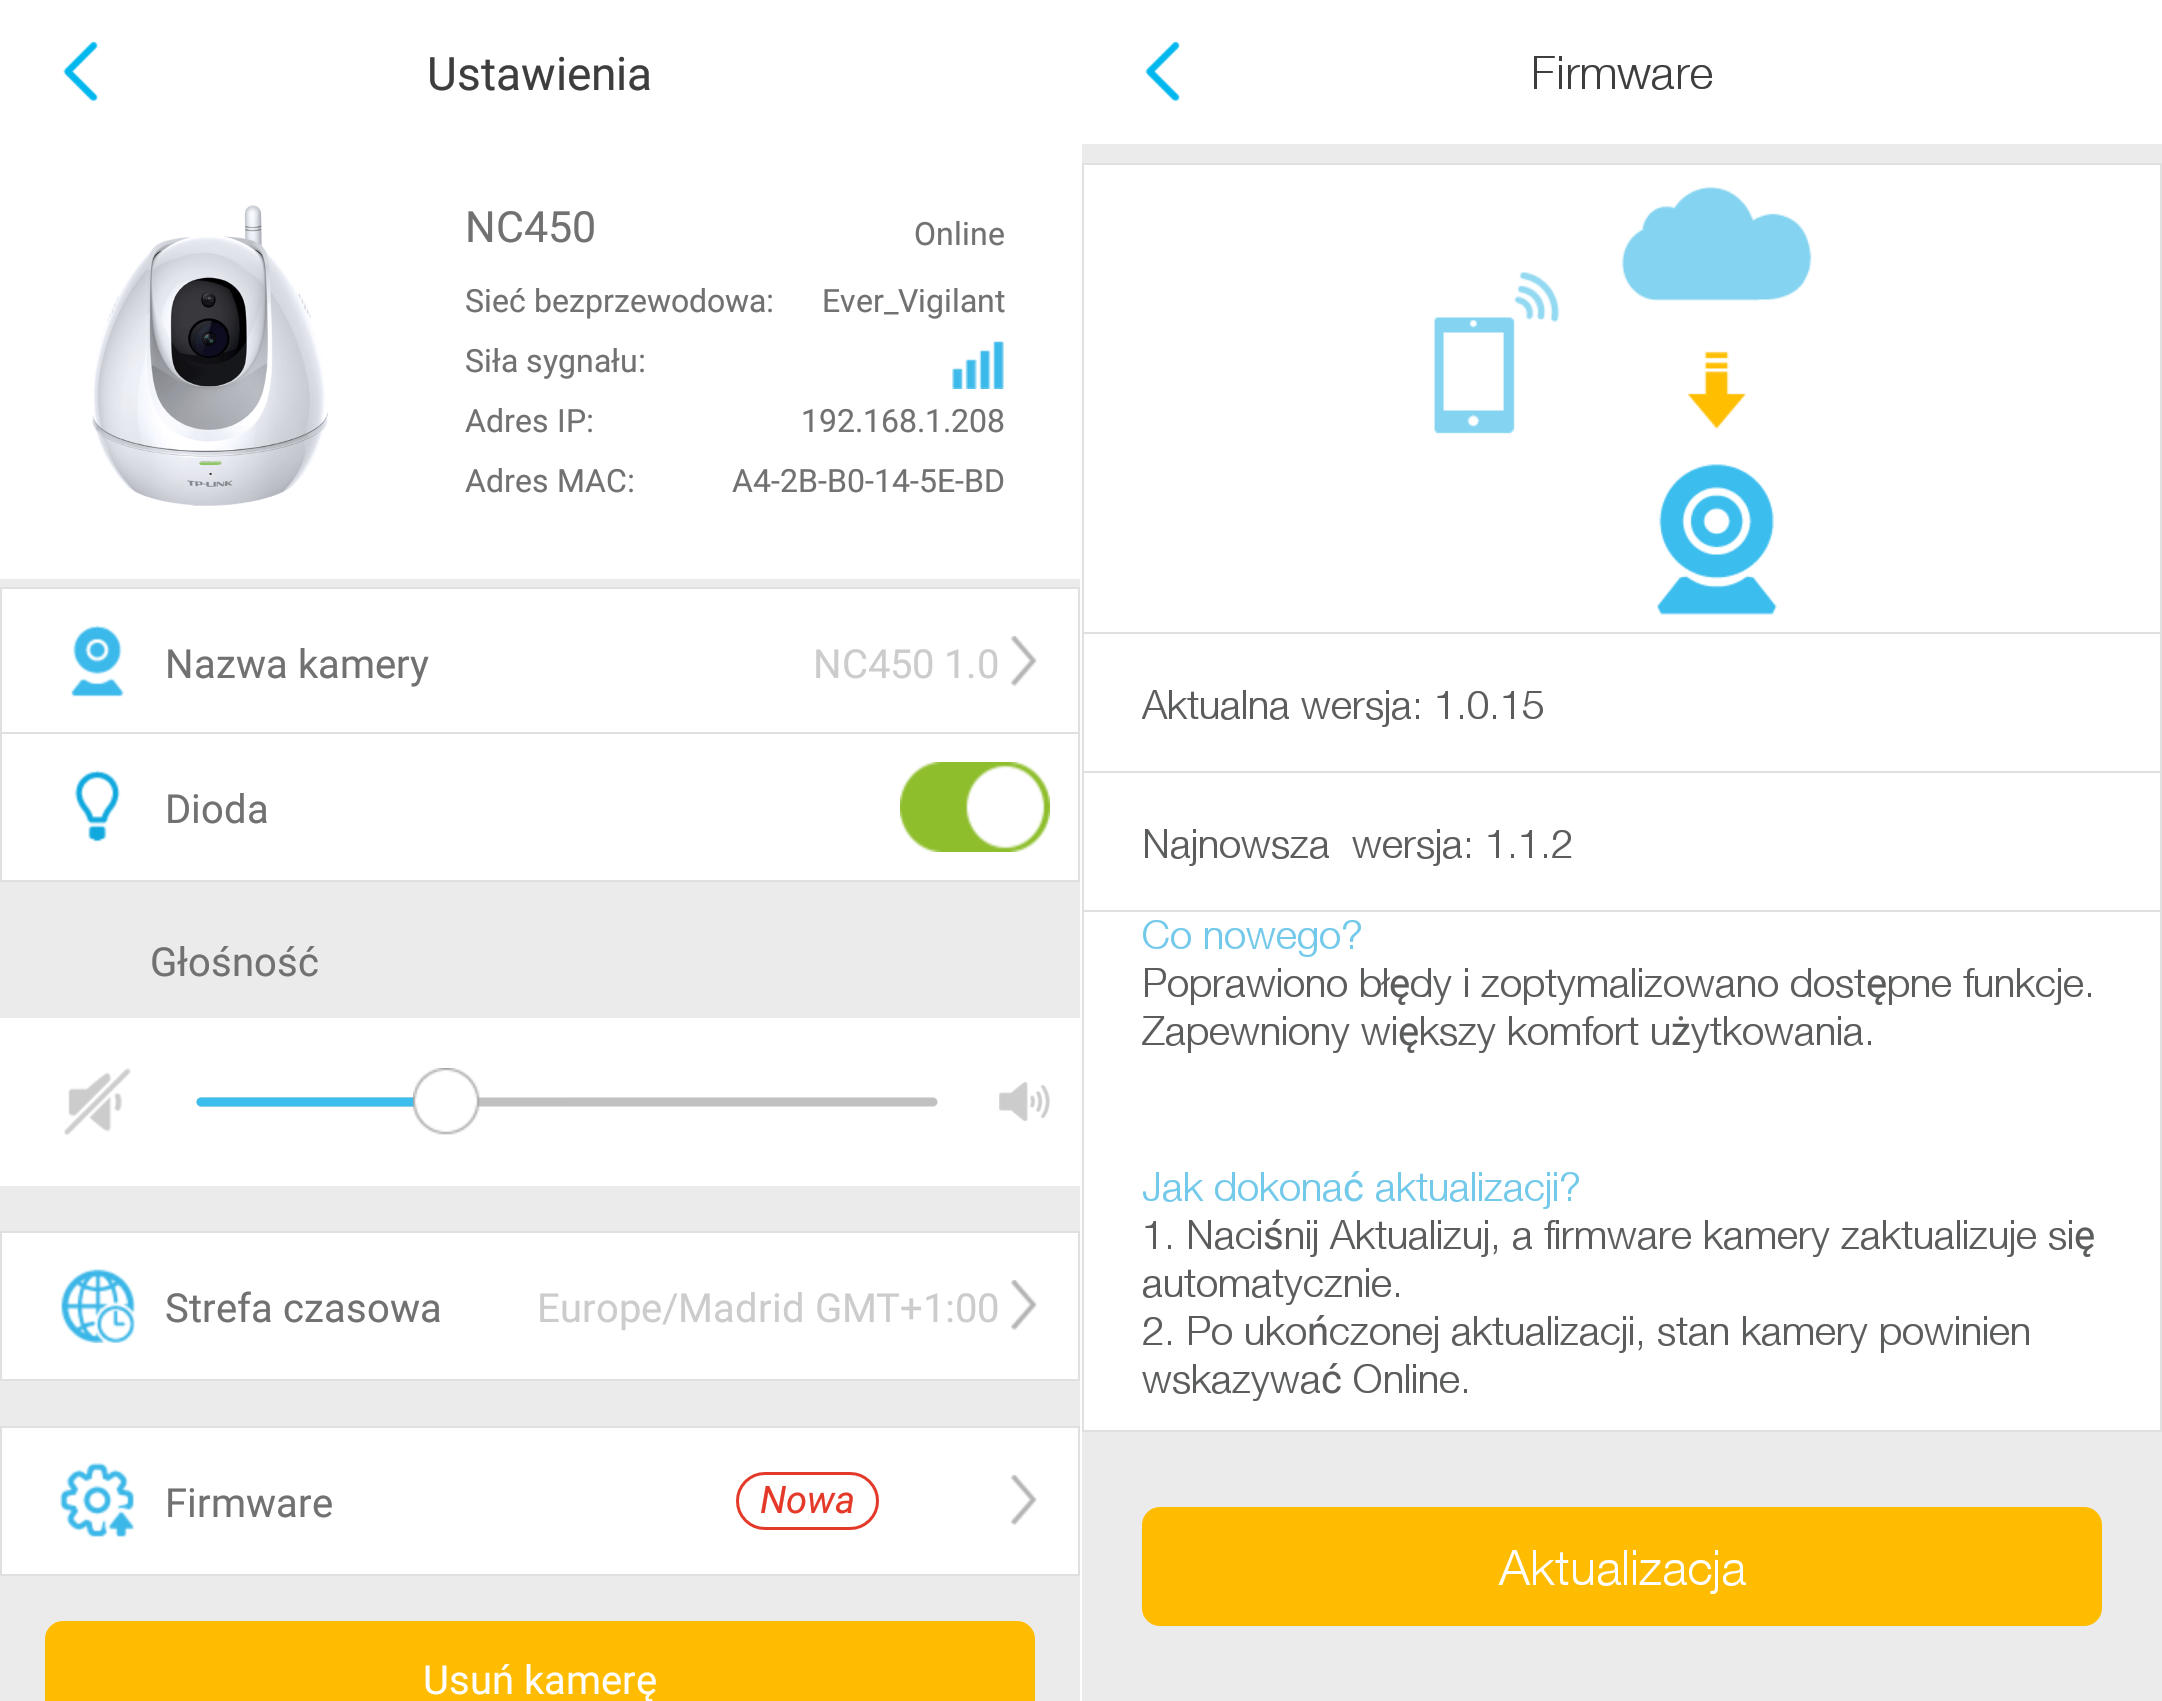 Ustawienia
NC450 Online
Sieć bezprzewodowa: Ever_Vigilant
Siła sygnału:
Adres IP: 192.168.1.208
Adres MAC: A4-2B-B0-14-5E-BD
TP-LINK
Nazwa kamery NC450 1.0
Dioda
Głośność
Strefa czasowa Europe/Madrid GMT+1:00
Firmware Nowa
Usuń kamerę
Firmware
Aktualna wersja: 1.0.15
Najnowsza wersja: 1.1.2
Co nowego?
Poprawiono błędy i zoptymalizowano dostępne funkcje.
Zapewniony większy komfort użytkowania.
Jak dokonać aktualizacji?
1. Naciśnij Aktualizuj, a firmware kamery zaktualizuje się
automatycznie.
2. Po ukończonej aktualizacji, stan kamery powinien
wskazywać Online.
Aktualizacja